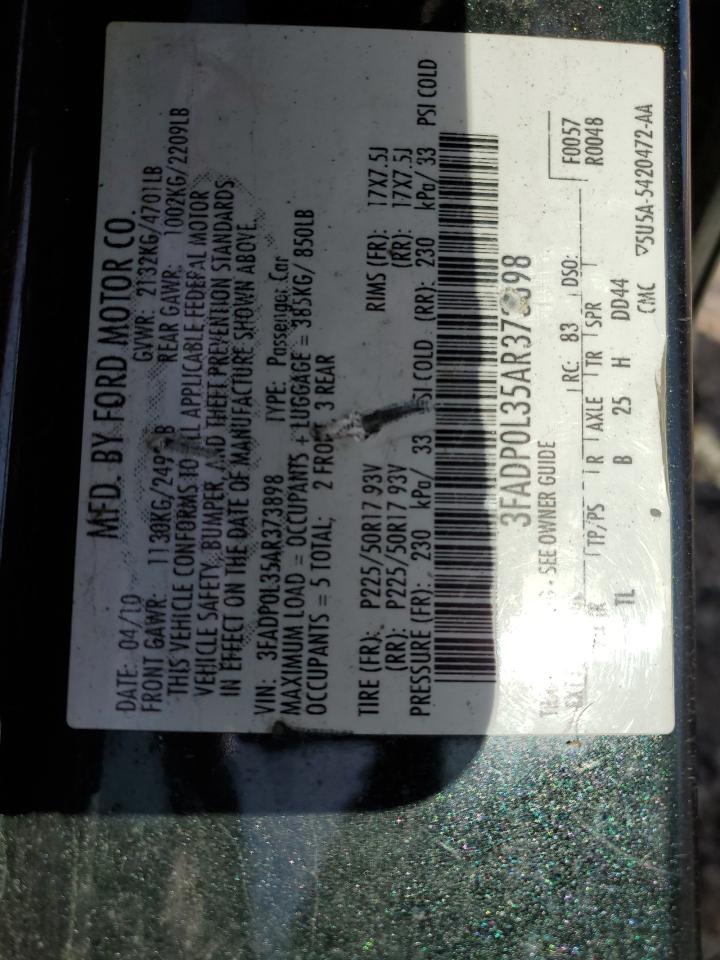 MFD. BY FORD MOTOR CO.
DATE: 04/10 GVWR: 2132KG/4701LB
FRONT GAWR: 1130KG/ REAR GAWR: 1002KG/2209LB
THIS VEHICLE CONFORMS TO ALL APPLICABLE FEDERAL MOTOR
VEHICLE SAFETY, BUMPER, AND THEFT PREVENTION STANDARDS
IN EFFECT ON THE DATE OF MANUFACTURE SHOWN ABOVE.
VIN: 3FADP0L35AR373898 TYPE: Passenger Car
MAXIMUM LOAD = OCCUPANTS + LUGGAGE = 385KG/ 850LB
OCCUPANTS = 5 TOTAL; 2 FRONT 3 REAR
TIRE (FR): P225/50R17 93V RIMS (FR): 17X7.5J
(RR): P225/50R17 93V (RR): 17X7.5J
PRESSURE (FR): 230 kPa/ 33 PSI COLD (RR): 230 kPa/ 33 PSI COLD
3FADP0L35AR373898
- SEE OWNER GUIDE
RC: 83 DSO: F0057
R0048
TP/PS R AXLE TR SPR
TL B 25 H DD44
CMC ▽5U5A-5420472-AA